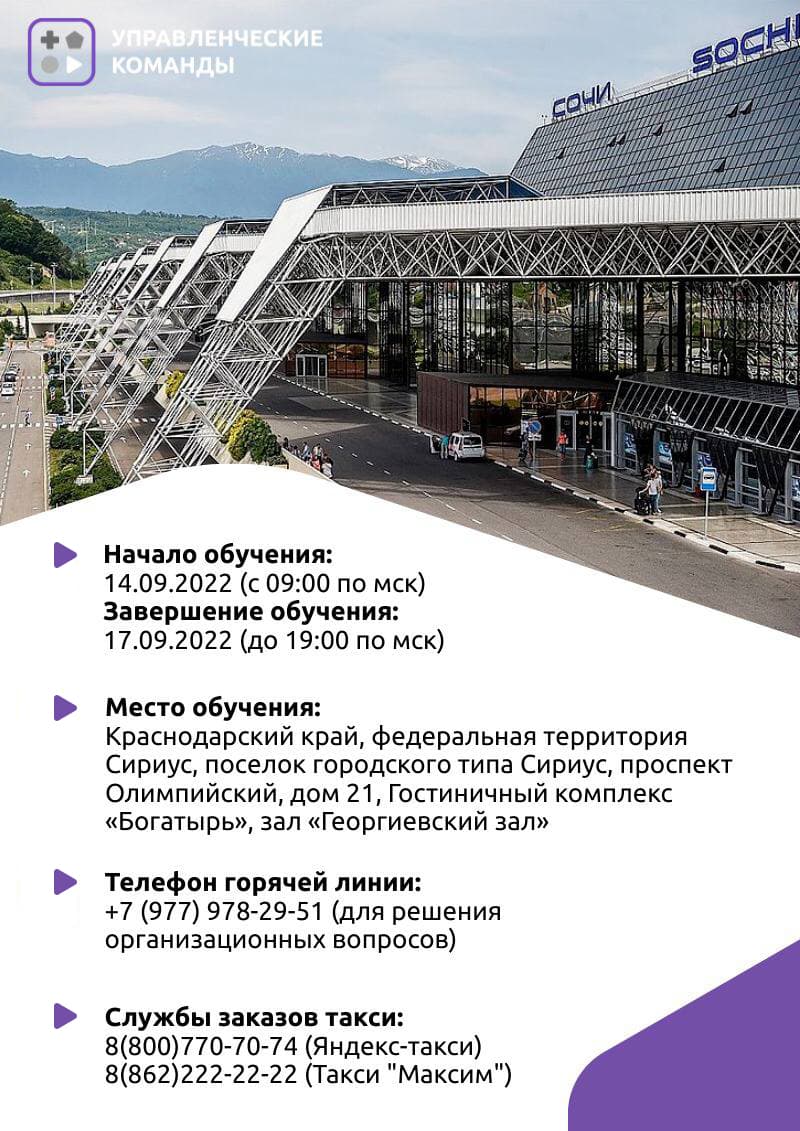 УПРАВЛЕНЧЕСКИЕ
КОМАНДЫ
СОЧИ
SOCHI
Начало обучения:
14.09.2022 (с 09:00 по мск)
Завершение обучения:
17.09.2022 (до 19:00 по мск)
Место обучения:
Краснодарский край, федеральная территория
Сириус, поселок городского типа Сириус, проспект
Олимпийский, дом 21, Гостиничный комплекс
«Богатырь», зал «Георгиевский зал»
Телефон горячей линии:
+7 (977) 978-29-51 (для решения
организационных вопросов)
Службы заказов такси:
8(800)770-70-74 (Яндекс-такси)
8(862)222-22-22 (Такси "Максим")